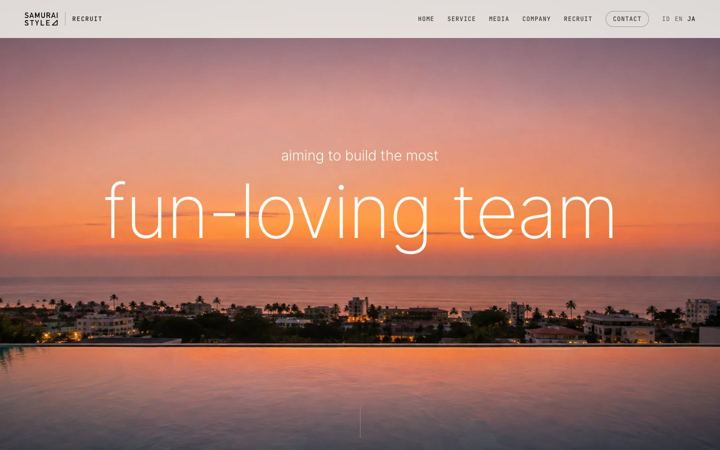 SAMURAI
STYLE
RECRUIT
HOME SERVICE MEDIA COMPANY RECRUIT CONTACT ID EN JA
aiming to build the most
fun-loving team